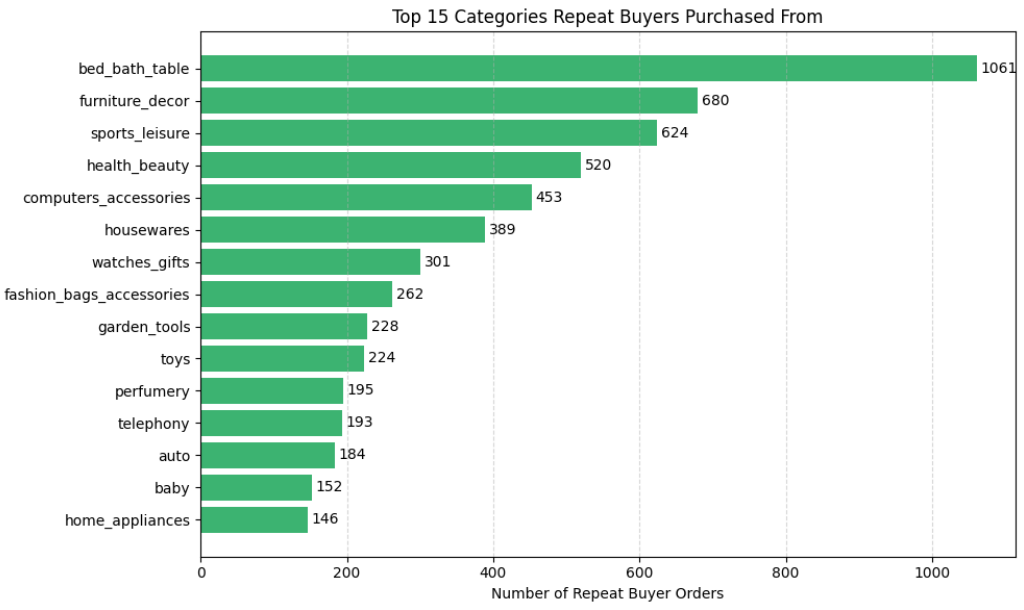 Top 15 Categories Repeat Buyers Purchased From
bed_bath_table 1061
furniture_decor 680
sports_leisure 624
health_beauty 520
computers_accessories 453
housewares 389
watches_gifts 301
fashion_bags_accessories 262
garden_tools 228
toys 224
perfumery 195
telephony 193
auto 184
baby 152
home_appliances 146
0 200 400 600 800 1000
Number of Repeat Buyer Orders